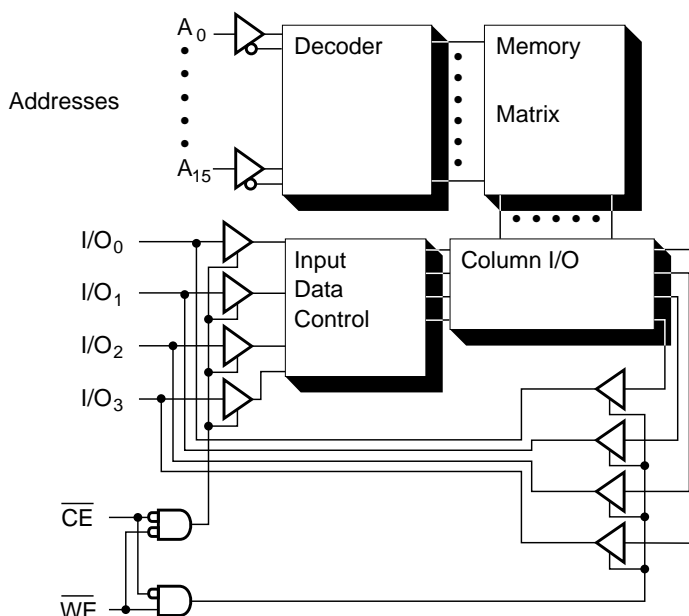 A0
Decoder
Memory
Matrix
Addresses
A15
I/O0
I/O1
I/O2
I/O3
Input
Data
Control
Column I/O
CE
WE